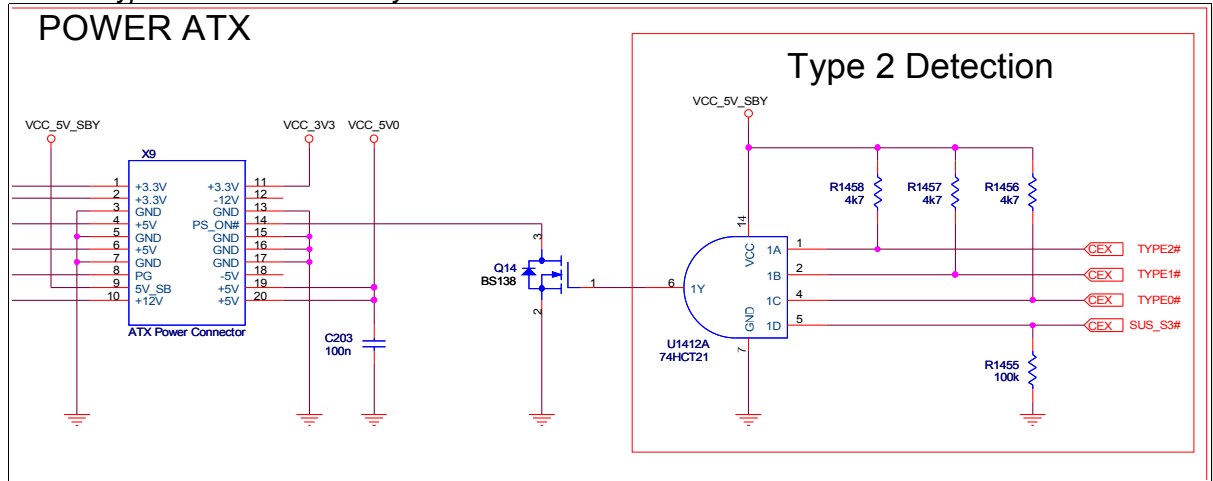 POWER ATX
Type 2 Detection
VCC_5V_SBY
VCC_5V_SBY
VCC_3V3
VCC_5V0
X9
1 +3.3V +3.3V 11
2 +3.3V -12V 12
3 GND GND 13
4 +5V PS_ON# 14
5 GND GND 15
6 +5V GND 16
7 GND GND 17
8 PG -5V 18
9 5V_SB +5V 19
10 +12V +5V 20
ATX Power Connector
C203
100n
3
Q14
BS138
1
2
6 1Y
14
VCC
1A 1
1B 2
1C 4
1D 5
GND
7
U1412A
74HCT21
R1458
4k7
R1457
4k7
R1456
4k7
CEX TYPE2#
CEX TYPE1#
CEX TYPE0#
CEX SUS_S3#
R1455
100k